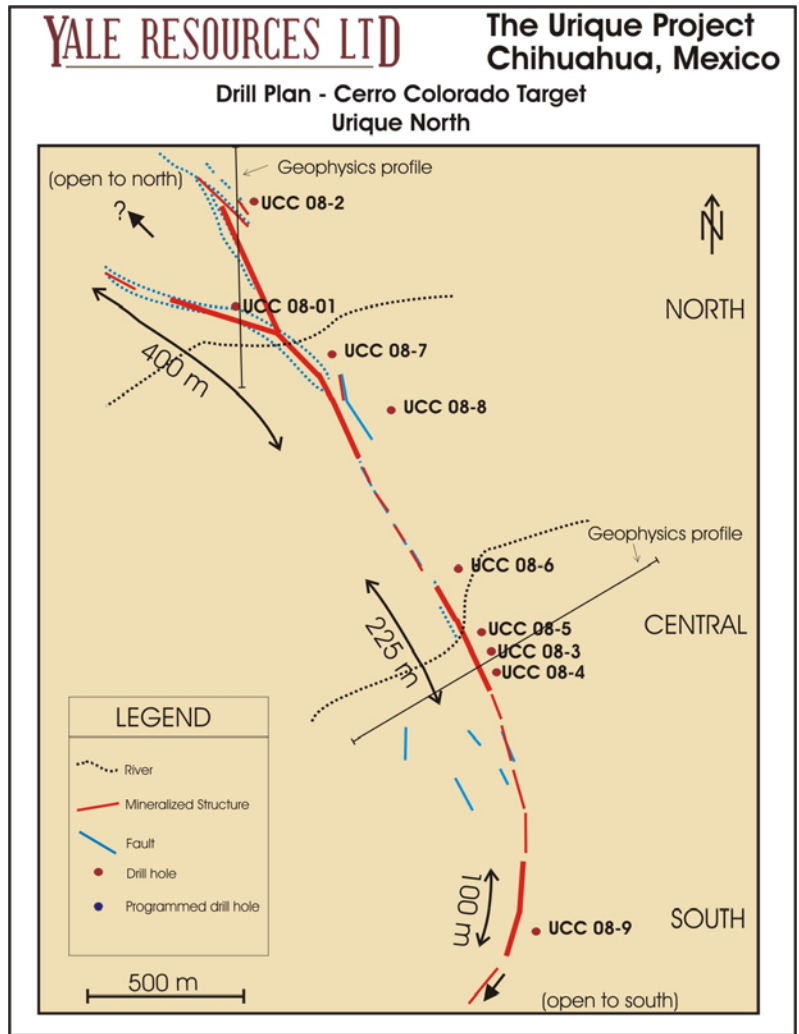 YALE RESOURCES LTD
The Urique Project
Chihuahua, Mexico
Drill Plan - Cerro Colorado Target
Urique North
(open to north)
Geophysics profile
?
UCC 08-2
N
UCC 08-01
NORTH
UCC 08-7
400 m
UCC 08-8
Geophysics profile
UCC 08-6
CENTRAL
UCC 08-5
225 m
UCC 08-3
UCC 08-4
LEGEND
River
Mineralized Structure
Fault
Drill hole
Programmed drill hole
100 m
SOUTH
UCC 08-9
500 m
(open to south)